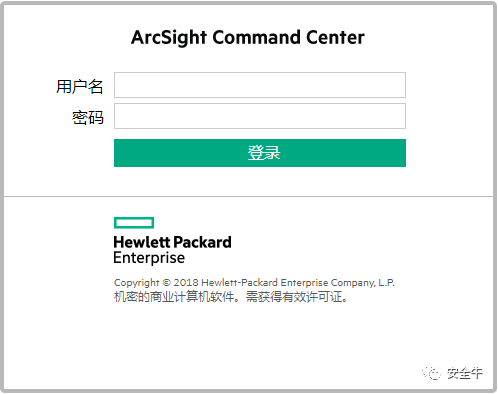 ArcSight Command Center
用户名
密码
登录
Hewlett Packard
Enterprise
Copyright © 2018 Hewlett-Packard Enterprise Company, L.P.
机密的商业计算机软件。需获得有效许可证。
安全牛